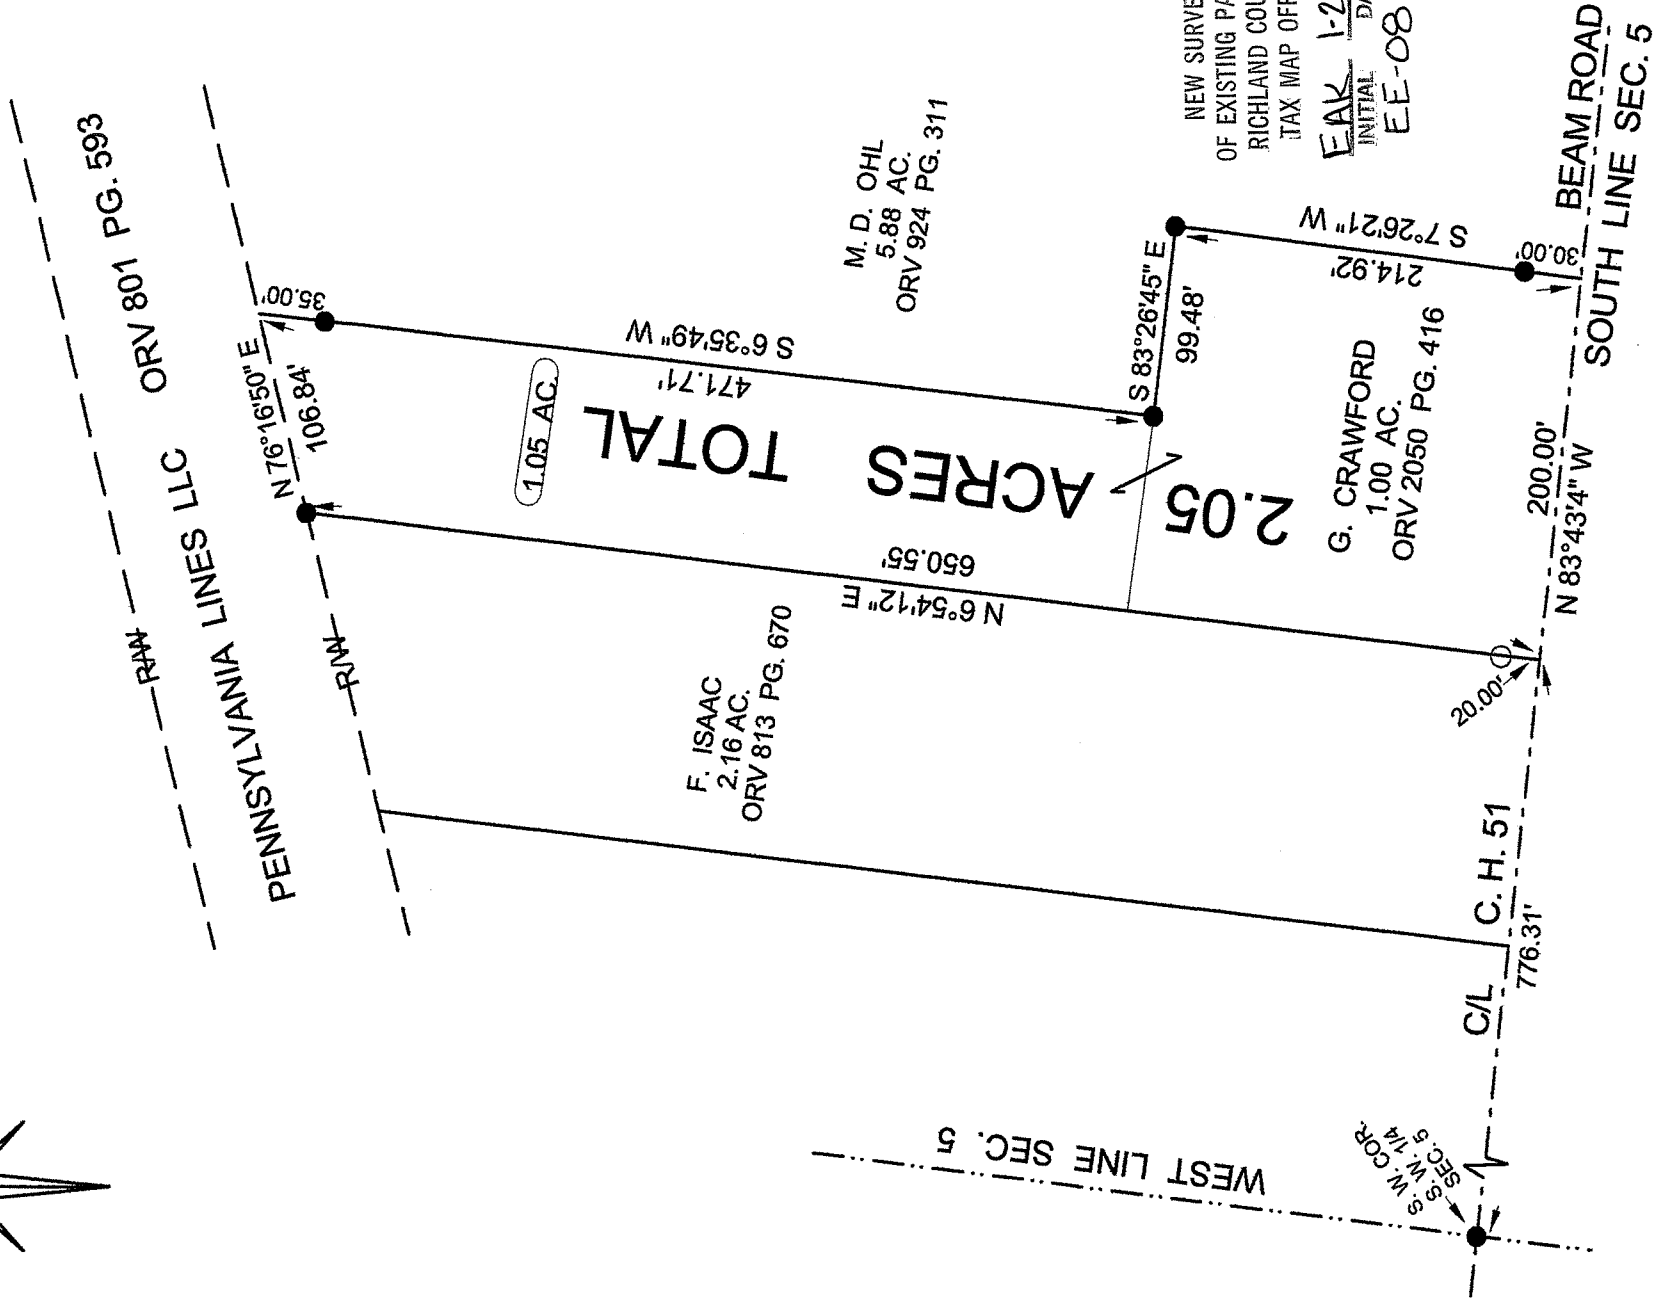 PENNSYLVANIA LINES LLC ORV 801 PG. 593
R/W
R/W
N 76°16'50" E
106.84'
35.00'
1.05 AC.
S 6°35'49" W
471.71'
M. D. OHL
5.88 AC.
ORV 924 PG. 311
2.05 ACRES TOTAL
S 83°26'45" E
99.48'
S 7°26'21" W
214.92'
30.00'
N 6°54'12" E
650.55'
F. ISAAC
2.16 AC.
ORV 813 PG. 670
G. CRAWFORD
1.00 AC.
ORV 2050 PG. 416
NEW SURVE
OF EXISTING PA
RICHLAND COU
TAX MAP OFF
EAK 1-2
INITIAL DA
EE-08
20.00'
200.00'
N 83°43'4" W
C/L C. H. 51 BEAM ROAD
776.31'
SOUTH LINE SEC. 5
WEST LINE SEC. 5
S. W. COR.
S. W. 1/4
SEC. 5